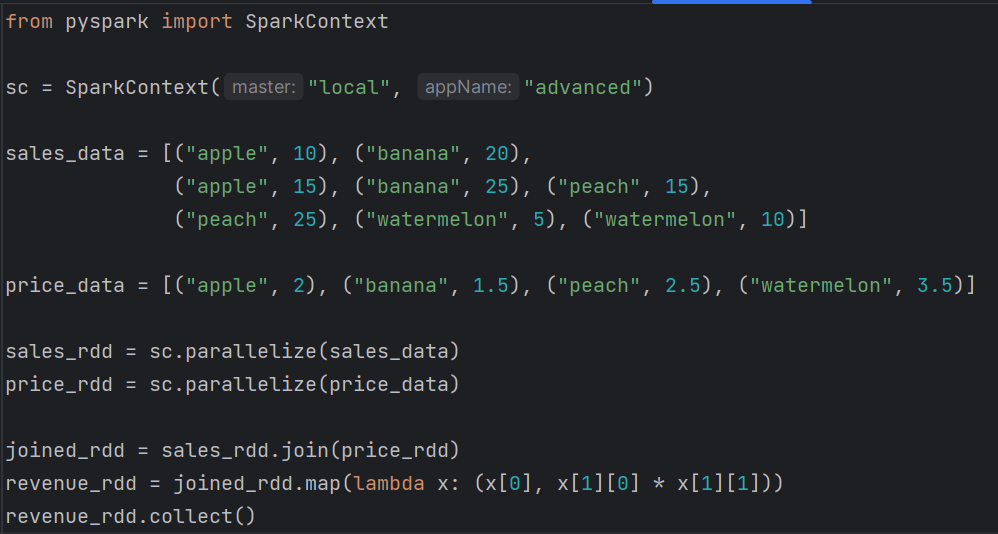 from pyspark import SparkContext
sc = SparkContext( master: "local", appName: "advanced")
sales_data = [("apple", 10), ("banana", 20),
("apple", 15), ("banana", 25), ("peach", 15),
("peach", 25), ("watermelon", 5), ("watermelon", 10)]
price_data = [("apple", 2), ("banana", 1.5), ("peach", 2.5), ("watermelon", 3.5)]
sales_rdd = sc.parallelize(sales_data)
price_rdd = sc.parallelize(price_data)
joined_rdd = sales_rdd.join(price_rdd)
revenue_rdd = joined_rdd.map(lambda x: (x[0], x[1][0] * x[1][1]))
revenue_rdd.collect()